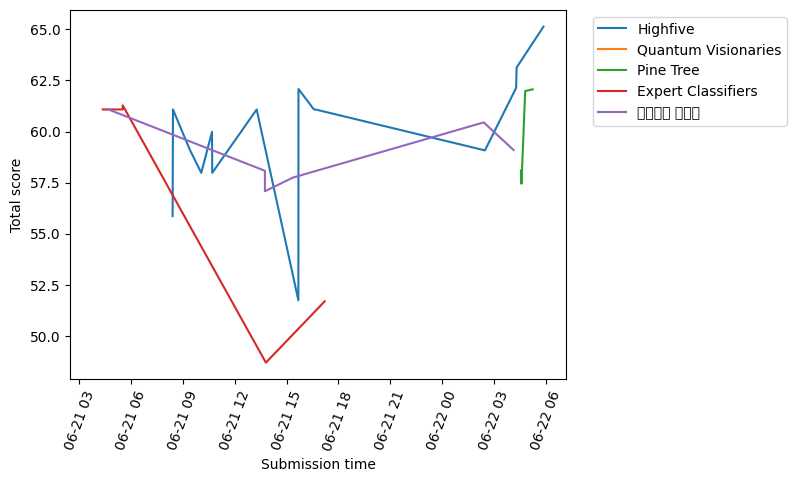 65.0
62.5
60.0
57.5
55.0
52.5
50.0
Total score
06-21 03
06-21 06
06-21 09
06-21 12
06-21 15
06-21 18
06-21 21
06-22 00
06-22 03
06-22 06
Submission time
Highfive
Quantum Visionaries
Pine Tree
Expert Classifiers